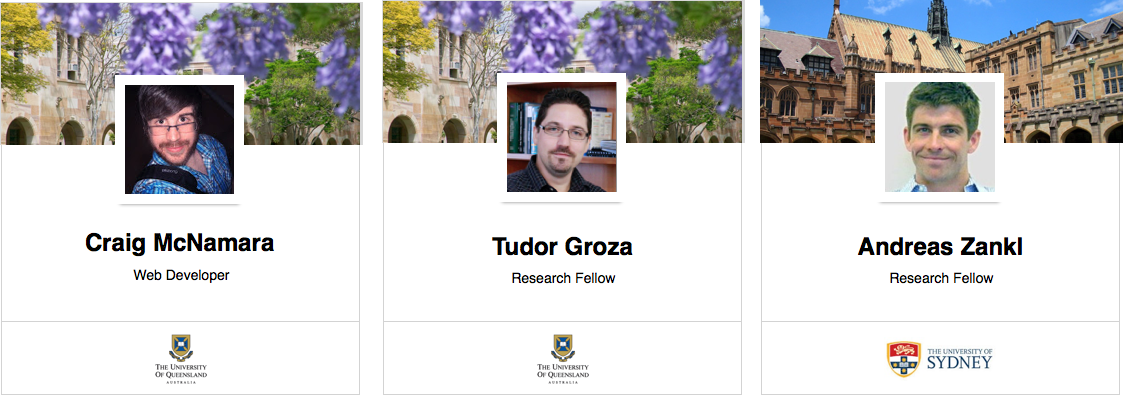 Craig McNamara
Web Developer
THE UNIVERSITY
OF QUEENSLAND
AUSTRALIA
Tudor Groza
Research Fellow
THE UNIVERSITY
OF QUEENSLAND
AUSTRALIA
Andreas Zankl
Research Fellow
THE UNIVERSITY OF
SYDNEY